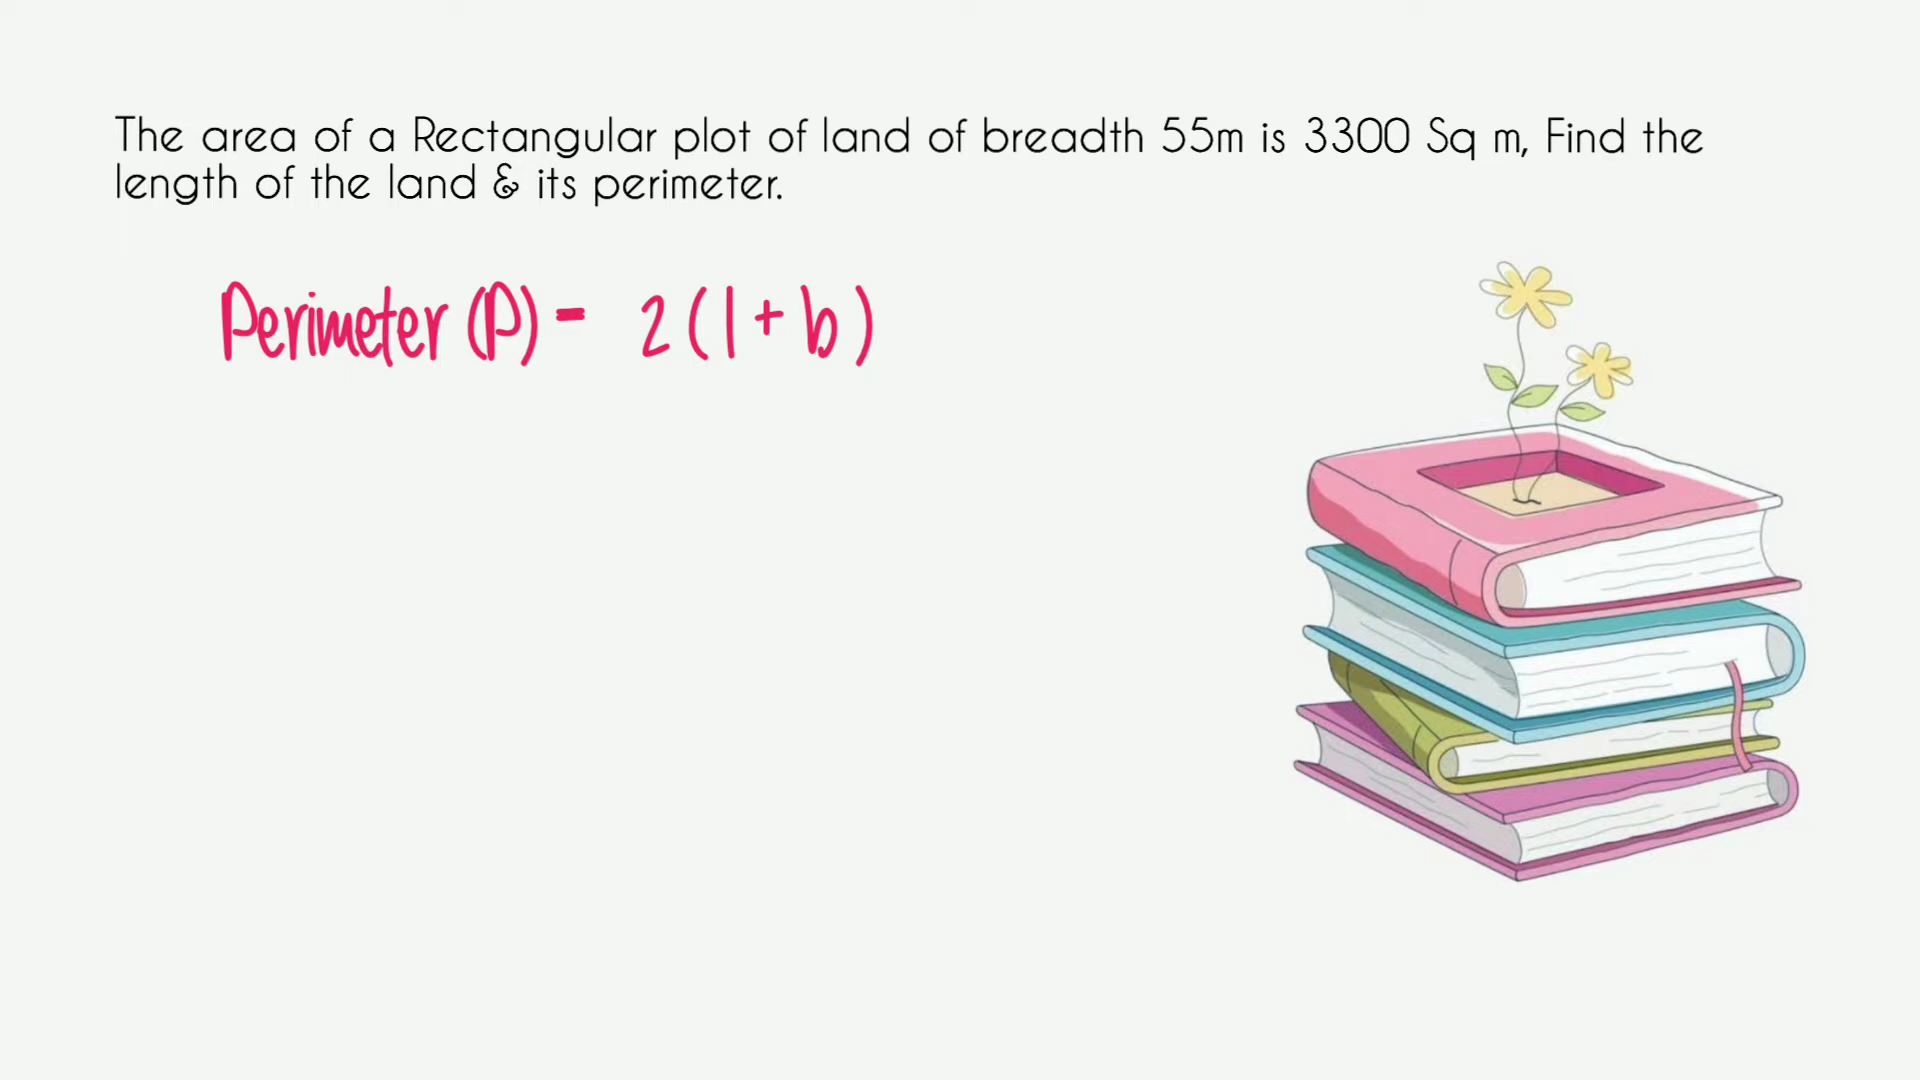 The area of a Rectangular plot of land of breadth 55m is 3300 Sq m, Find the
length of the land & its perimeter.
Perimeter (P) = 2 ( l + b )